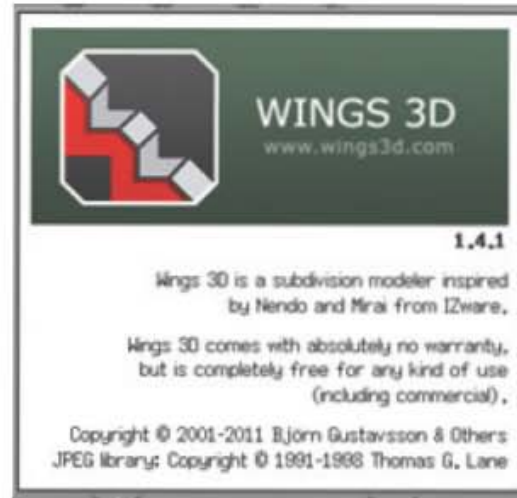 WINGS 3D
www.wings3d.com
1.4.1
Wings 3D is a subdivision modeler inspired
by Nendo and Mirai from IZware.
Wings 3D comes with absolutely no warranty,
but is completely free for any kind of use
(including commercial).
Copyright © 2001-2011 Björn Gustavsson & Others
JPEG library: Copyright © 1991-1998 Thomas G. Lane